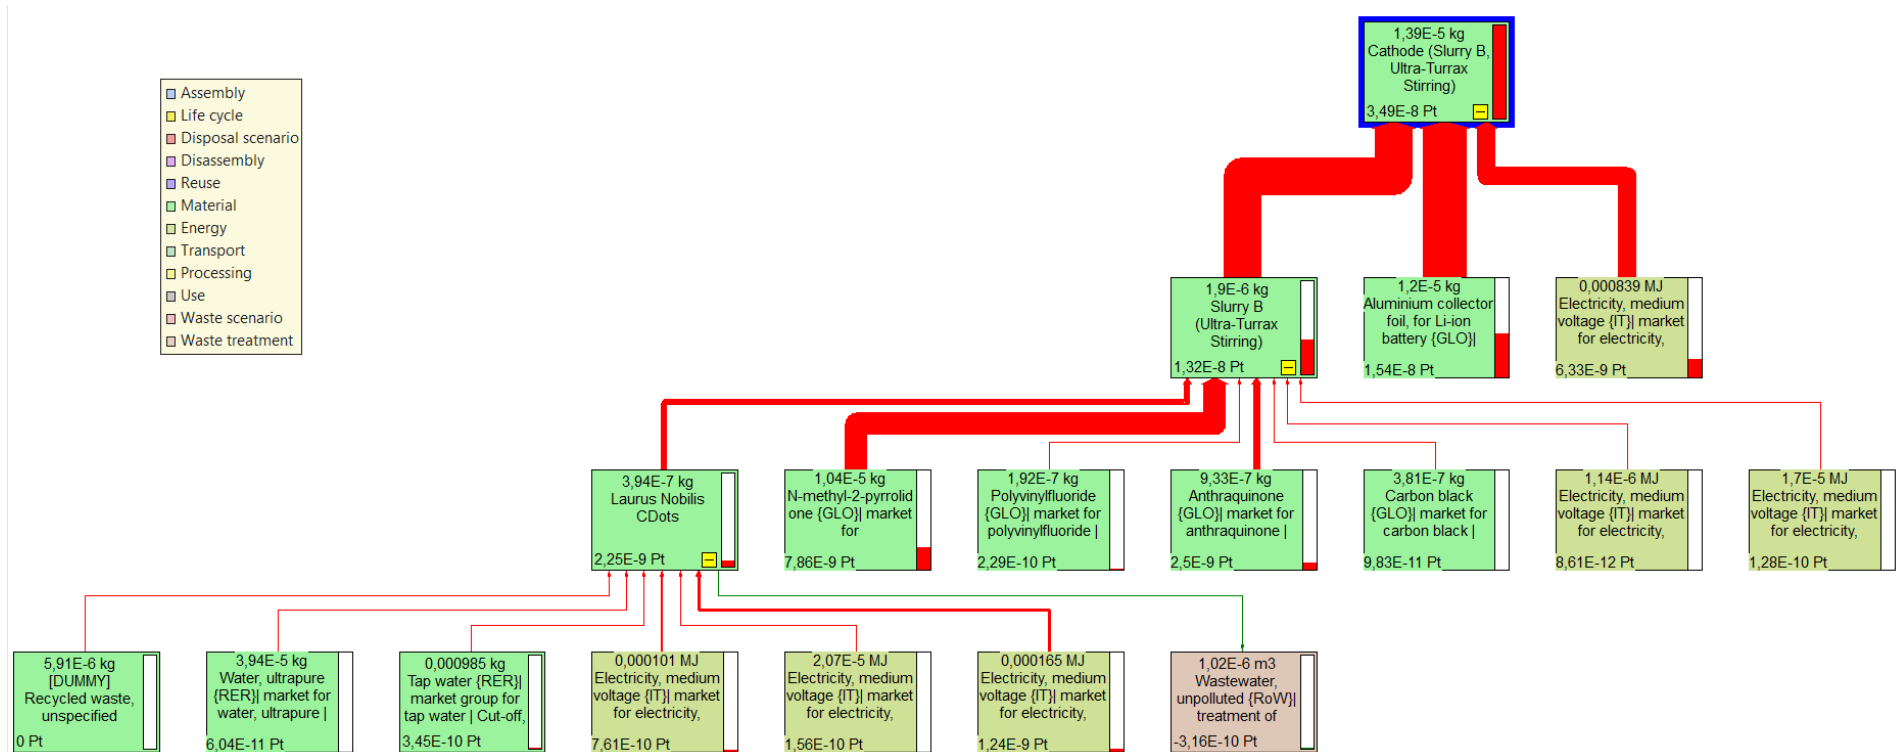 1,39E-5 kg
Cathode (Slurry B,
Ultra-Turrax
Stirring)
3,49E-8 Pt
Assembly
Life cycle
Disposal scenario
Disassembly
Reuse
Material
Energy
Transport
Processing
Use
Waste scenario
Waste treatment
1,9E-6 kg
Slurry B
(Ultra-Turrax
Stirring)
1,32E-8 Pt
1,2E-5 kg
Aluminium collector
foil, for Li-ion
battery {GLO}|
1,54E-8 Pt
0,000839 MJ
Electricity, medium
voltage {IT}| market
for electricity,
6,33E-9 Pt
3,94E-7 kg
Laurus Nobilis
CDots
2,25E-9 Pt
1,04E-5 kg
N-methyl-2-pyrrolid
one {GLO}| market
for
7,86E-9 Pt
1,92E-7 kg
Polyvinylfluoride
{GLO}| market for
polyvinylfluoride |
2,29E-10 Pt
9,33E-7 kg
Anthraquinone
{GLO}| market for
anthraquinone |
2,5E-9 Pt
3,81E-7 kg
Carbon black
{GLO}| market for
carbon black |
9,83E-11 Pt
1,14E-6 MJ
Electricity, medium
voltage {IT}| market
for electricity,
8,61E-12 Pt
1,7E-5 MJ
Electricity, medium
voltage {IT}| market
for electricity,
1,28E-10 Pt
5,91E-6 kg
[DUMMY]
Recycled waste,
unspecified
0 Pt
3,94E-5 kg
Water, ultrapure
{RER}| market for
water, ultrapure |
6,04E-11 Pt
0,000985 kg
Tap water {RER}|
market group for
tap water | Cut-off,
3,45E-10 Pt
0,000101 MJ
Electricity, medium
voltage {IT}| market
for electricity,
7,61E-10 Pt
2,07E-5 MJ
Electricity, medium
voltage {IT}| market
for electricity,
1,56E-10 Pt
0,000165 MJ
Electricity, medium
voltage {IT}| market
for electricity,
1,24E-9 Pt
1,02E-6 m3
Wastewater,
unpolluted {RoW}|
treatment of
-3,16E-10 Pt